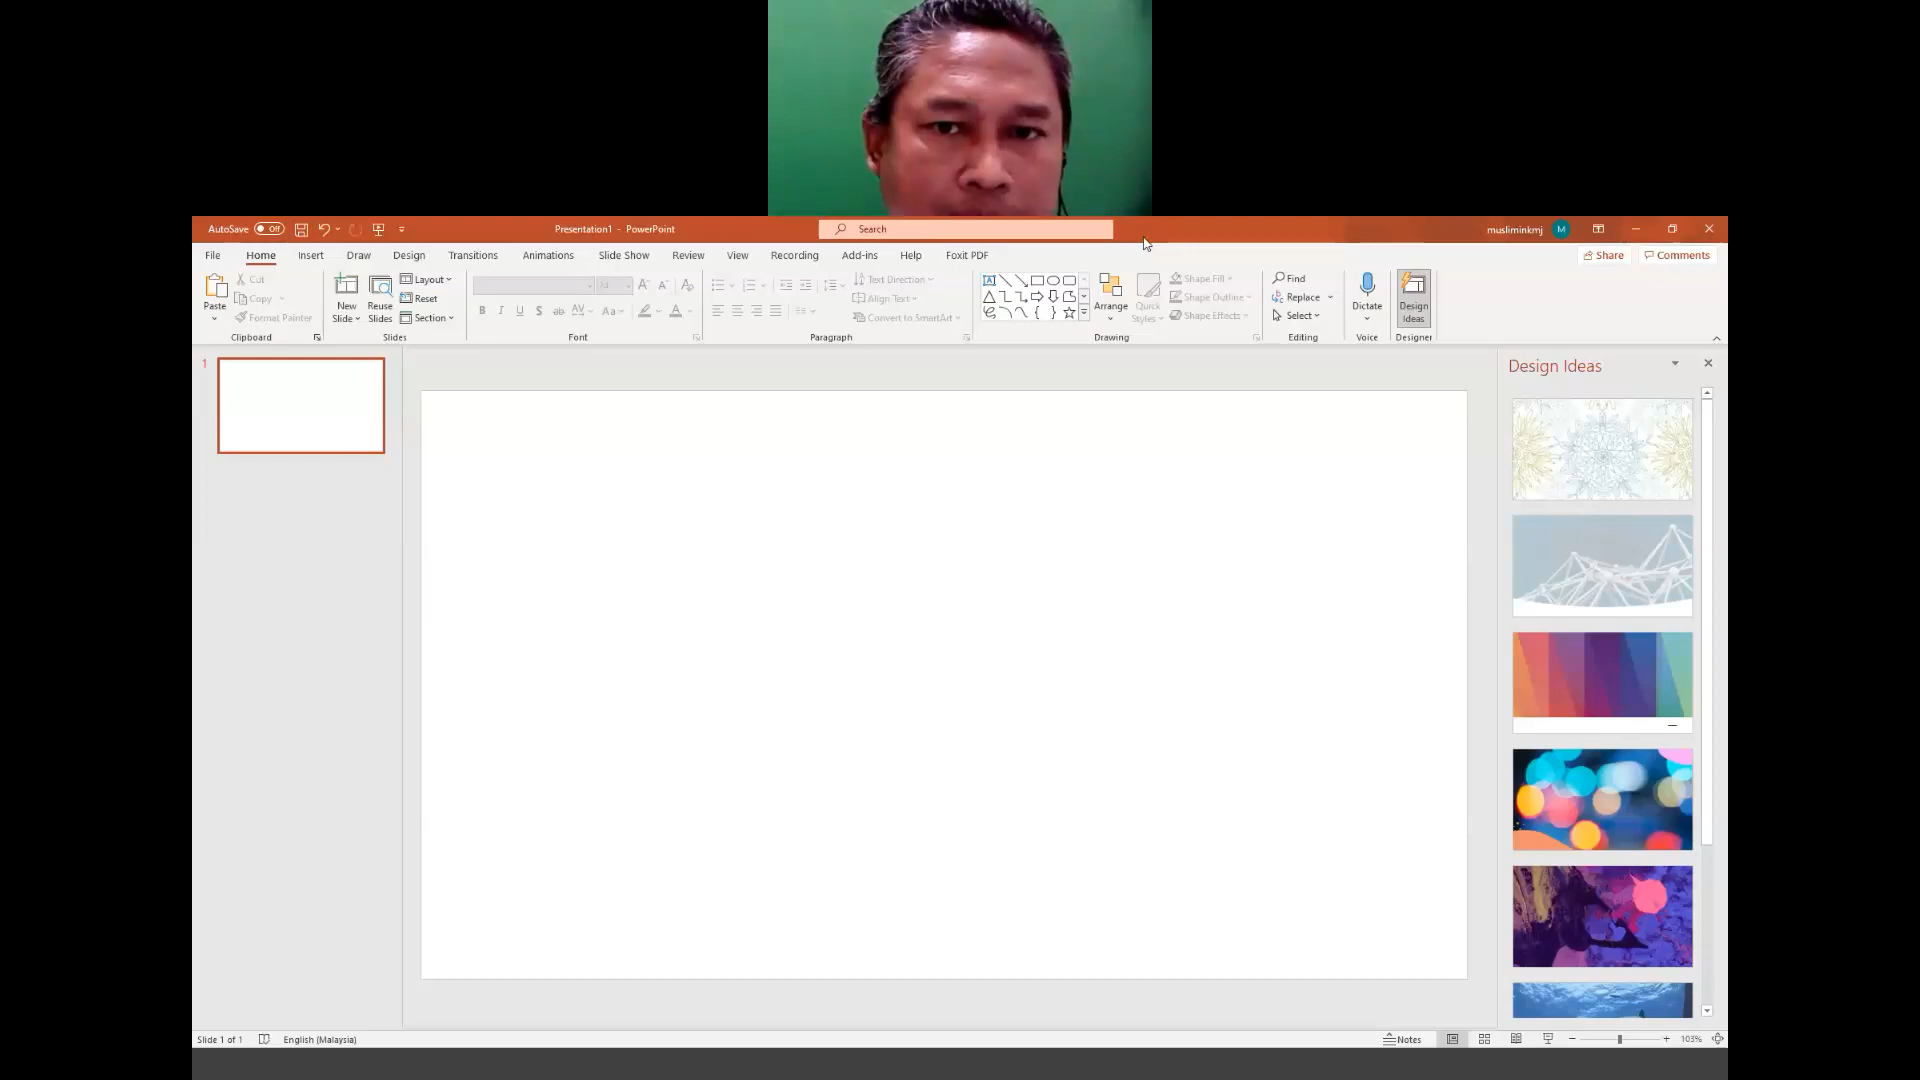 AutoSave Off Presentation1 - PowerPoint Search musliminkmj M
File Home Insert Draw Design Transitions Animations Slide Show Review View Recording Add-ins Help Foxit PDF Share Comments
Paste Cut Copy Format Painter
Clipboard
New Slide Reuse Slides Layout Reset Section
Slides
24 A A A
B I U S ab AV Aa A
Font
Text Direction
Align Text
Convert to SmartArt
Paragraph
Arrange Quick Styles Shape Fill Shape Outline Shape Effects
Drawing
Find
Replace
Select
Editing
Dictate
Voice
Design Ideas
Designer
1
Design Ideas
Slide 1 of 1 English (Malaysia) Notes 103%